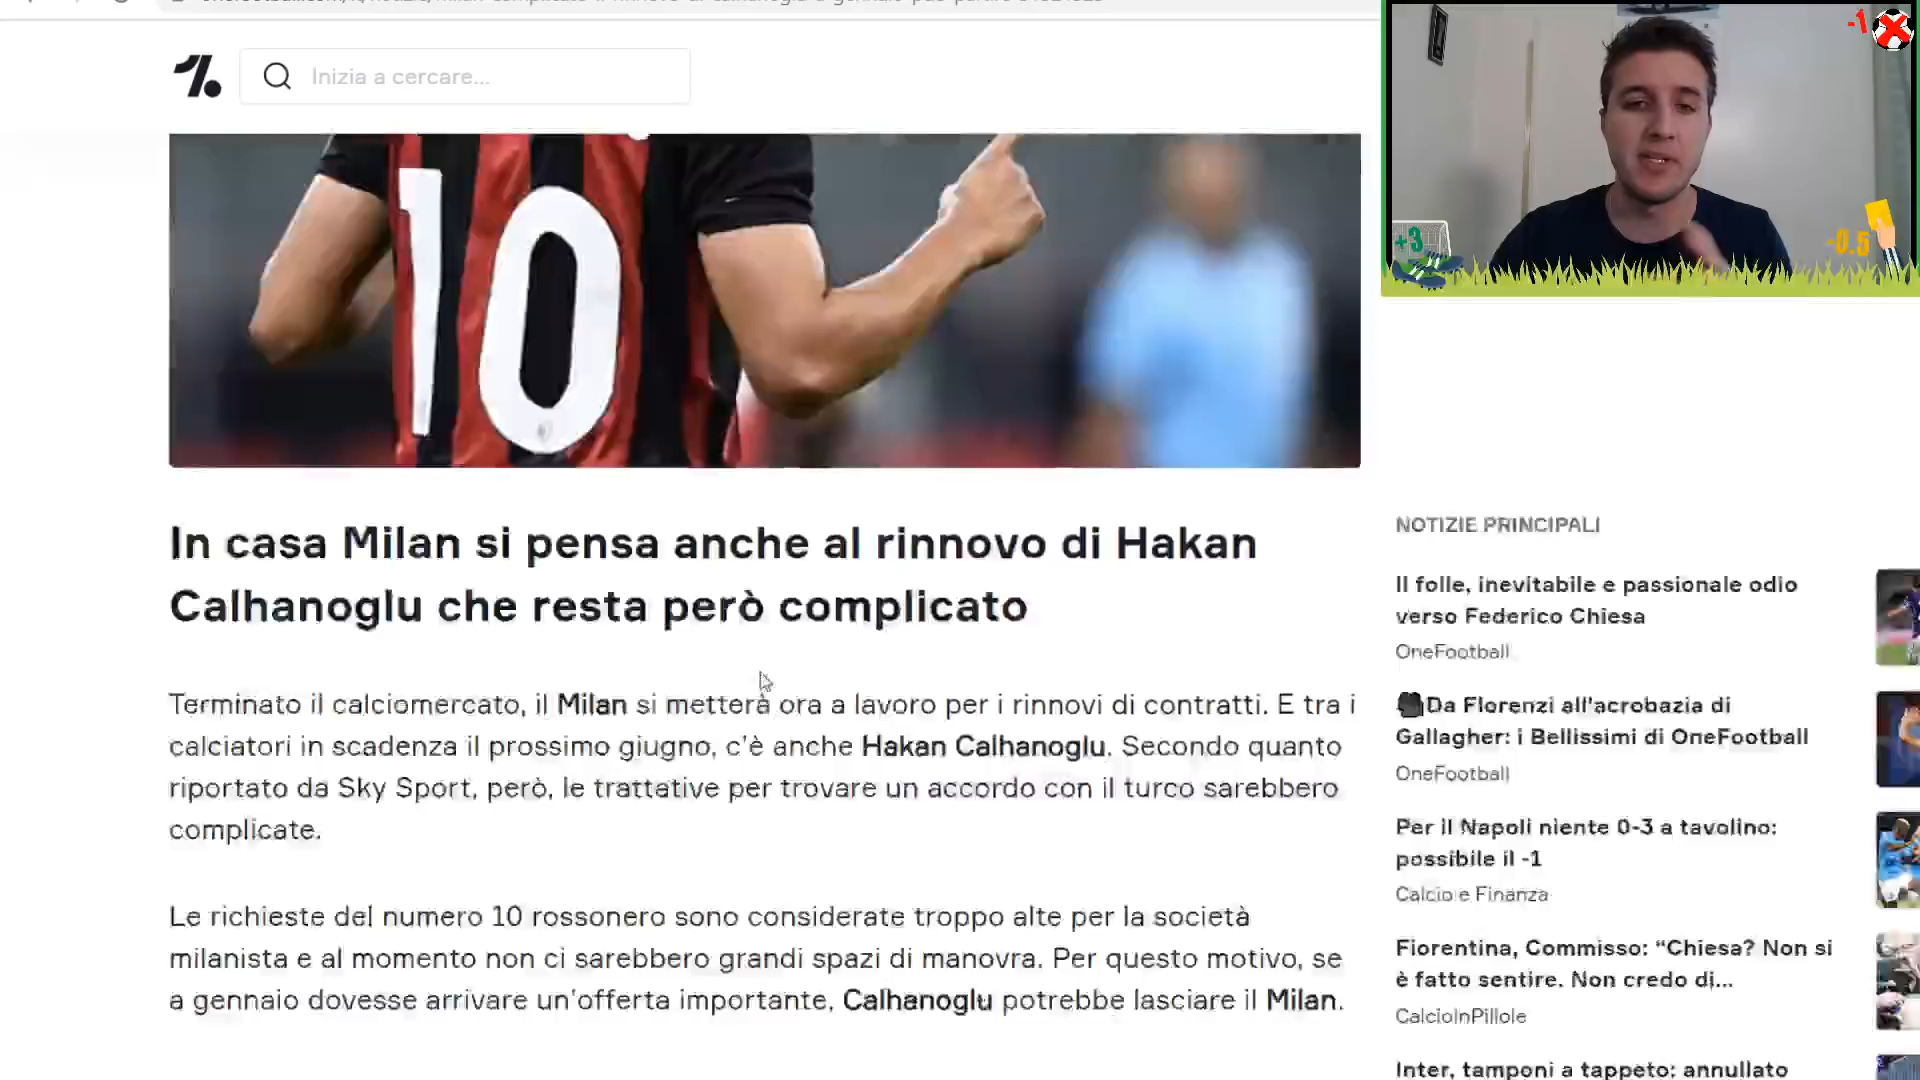 Inizia a cercare...
10
-1
+3
-0.5
In casa Milan si pensa anche al rinnovo di Hakan
Calhanoglu che resta però complicato
Terminato il calciomercato, il Milan si metterà ora a lavoro per i rinnovi di contratti. E tra i
calciatori in scadenza il prossimo giugno, c'è anche Hakan Calhanoglu. Secondo quanto
riportato da Sky Sport, però, le trattative per trovare un accordo con il turco sarebbero
complicate.
Le richieste del numero 10 rossonero sono considerate troppo alte per la società
milanista e al momento non ci sarebbero grandi spazi di manovra. Per questo motivo, se
a gennaio dovesse arrivare un'offerta importante, Calhanoglu potrebbe lasciare il Milan.
NOTIZIE PRINCIPALI
Il folle, inevitabile e passionale odio
verso Federico Chiesa
OneFootball
Da Florenzi all'acrobazia di
Gallagher: i Bellissimi di OneFootball
OneFootball
Per il Napoli niente 0-3 a tavolino:
possibile il -1
Calcio e Finanza
Fiorentina, Commisso: “Chiesa? Non si
è fatto sentire. Non credo di...
CalcioInPillole
Inter, tamponi a tappeto: annullato